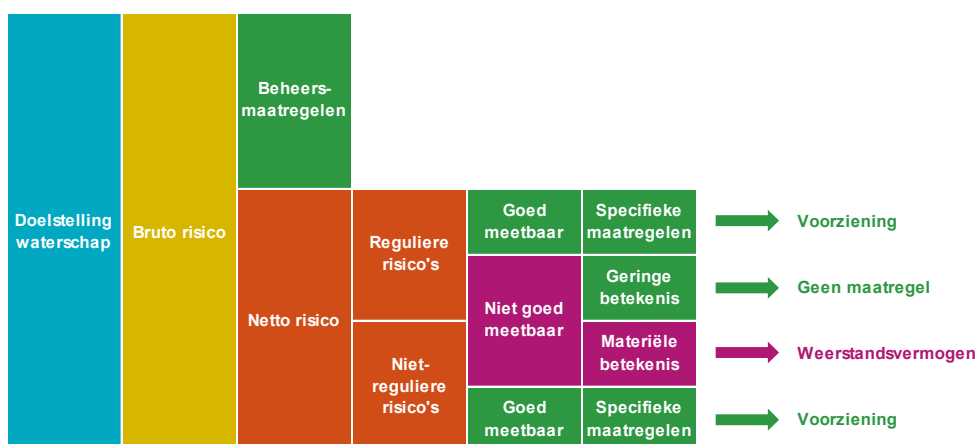 Doelstelling
waterschap
Bruto risico
Beheers-
maatregelen
Netto risico
Reguliere
risico's
Niet-
reguliere
risico's
Goed
meetbaar
Niet goed
meetbaar
Goed
meetbaar
Specifieke
maatregelen
Geringe
betekenis
Materiële
betekenis
Specifieke
maatregelen
Voorziening
Geen maatregel
Weerstandsvermogen
Voorziening